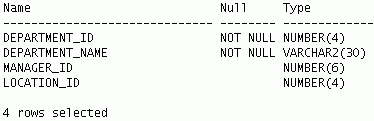 Name Null Type
------------------------------ -------- ------------
DEPARTMENT_ID NOT NULL NUMBER(4)
DEPARTMENT_NAME NOT NULL VARCHAR2(30)
MANAGER_ID NUMBER(6)
LOCATION_ID NUMBER(4)
4 rows selected